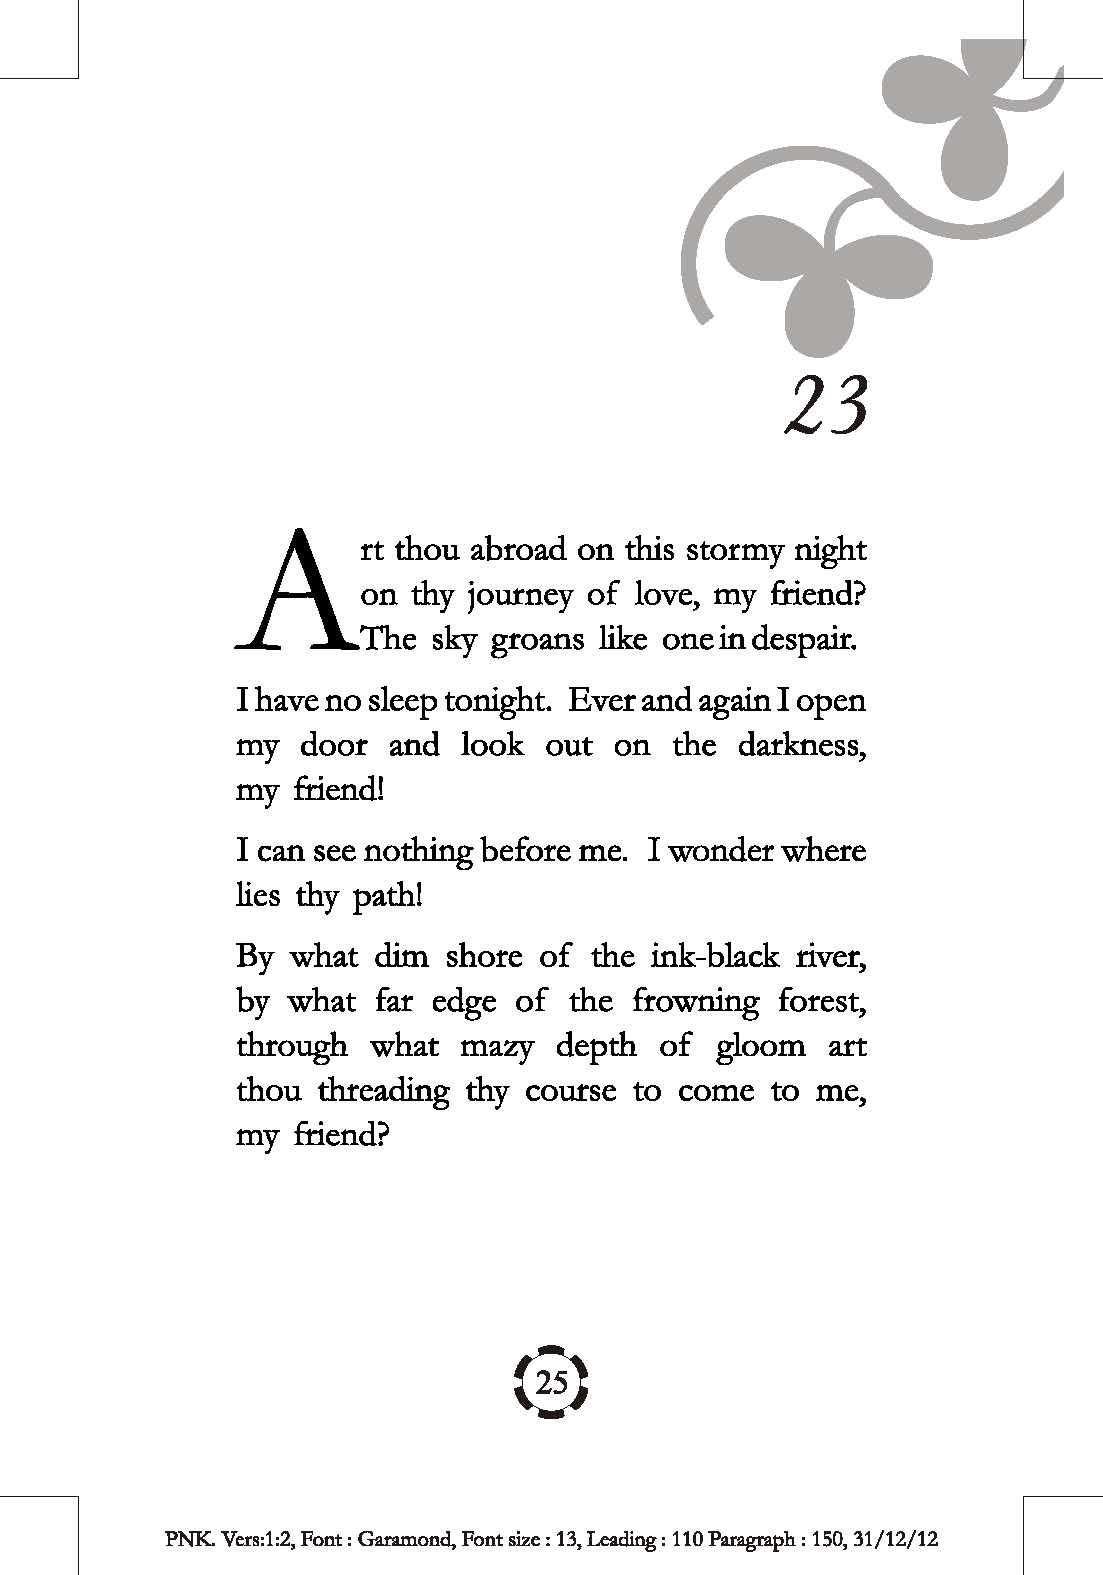 23
Art thou abroad on this stormy night
on thy journey of love, my friend?
The sky groans like one in despair.
I have no sleep tonight. Ever and again I open
my door and look out on the darkness,
my friend!
I can see nothing before me. I wonder where
lies thy path!
By what dim shore of the ink-black river,
by what far edge of the frowning forest,
through what mazy depth of gloom art
thou threading thy course to come to me,
my friend?
25
PNK. Vers:1:2, Font : Garamond, Font size : 13, Leading : 110 Paragraph : 150, 31/12/12